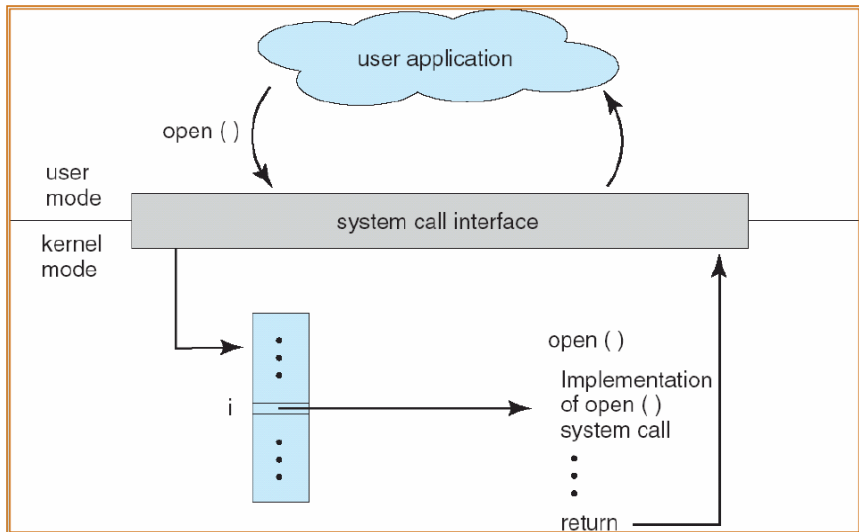 user application
open ( )
user
mode
system call interface
kernel
mode
i
open ( )
Implementation
of open ( )
system call
return